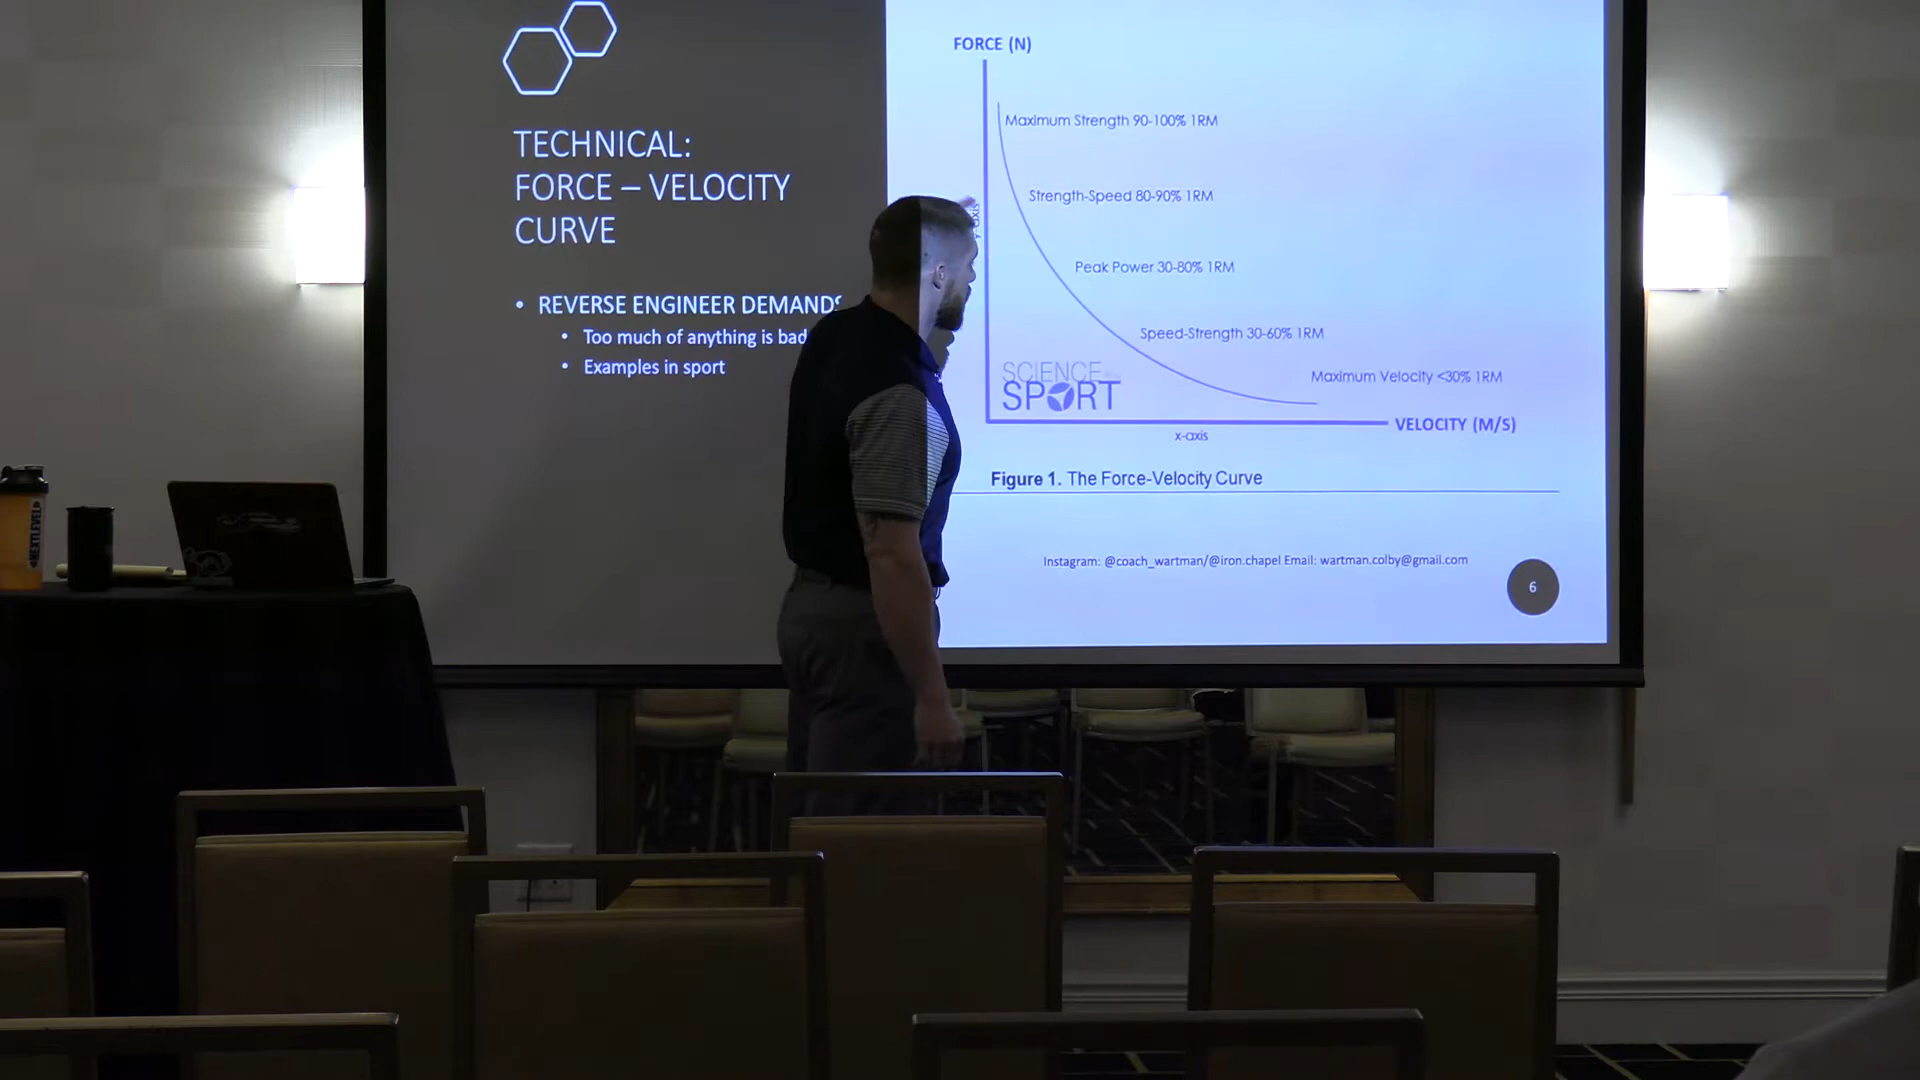 TECHNICAL:
FORCE – VELOCITY
CURVE
• REVERSE ENGINEER DEMANDS
• Too much of anything is bad
• Examples in sport
FORCE (N)
Maximum Strength 90-100% 1RM
Strength-Speed 80-90% 1RM
Peak Power 30-80% 1RM
Speed-Strength 30-60% 1RM
Maximum Velocity <30% 1RM
SCIENCE
SPORT
VELOCITY (M/S)
x-axis
Figure 1. The Force-Velocity Curve
Instagram: @coach_wartman/@iron.chapel Email: wartman.colby@gmail.com
6
NEXTLEVEL